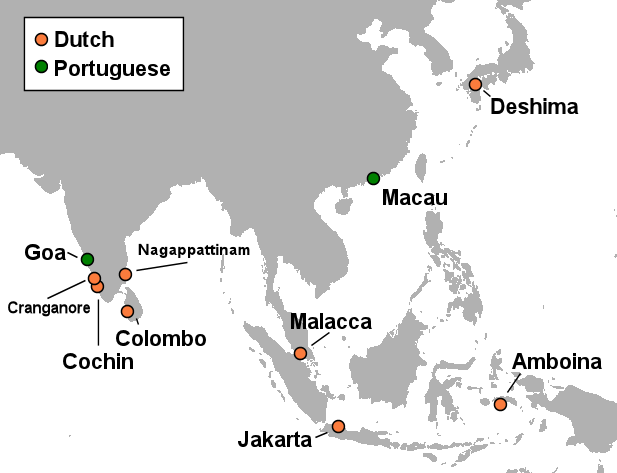 Dutch
Portuguese
Deshima
Macau
Goa
Nagappattinam
Cranganore
Colombo
Malacca
Cochin
Amboina
Jakarta